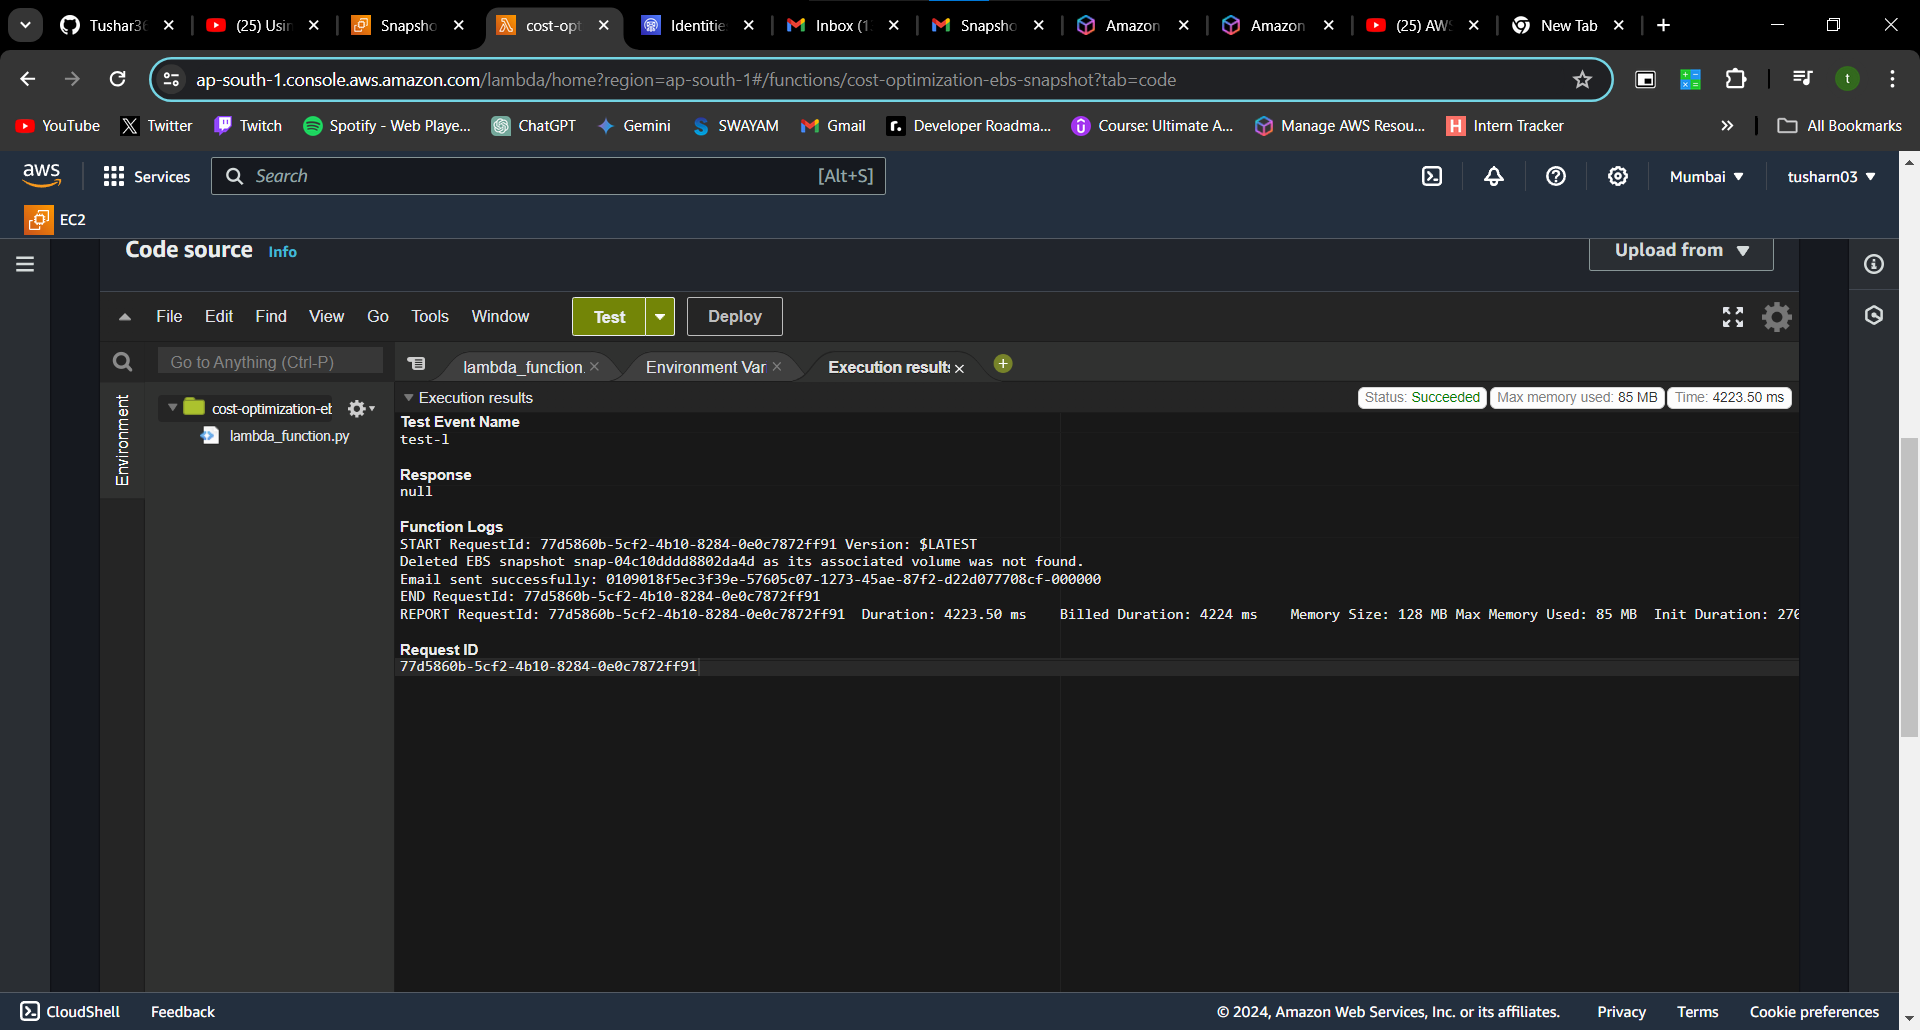 Tushar36
(25) Usin
Snapsho
cost-opt
Identitie
Inbox (1
Snapsho
Amazon
Amazon
(25) AWS
New Tab
ap-south-1.console.aws.amazon.com/lambda/home?region=ap-south-1#/functions/cost-optimization-ebs-snapshot?tab=code
t
YouTube
Twitter
Twitch
Spotify - Web Playe...
ChatGPT
Gemini
SWAYAM
Gmail
r.
Developer Roadma...
Course: Ultimate A...
Manage AWS Resou...
H
Intern Tracker
All Bookmarks
aws
Services
Search
[Alt+S]
Mumbai
tusharn03
EC2
Code source Info
Upload from
File Edit Find View Go Tools Window
Test
Deploy
Go to Anything (Ctrl-P)
lambda_function.
Environment Var
Execution results
Environment
cost-optimization-eb
lambda_function.py
Execution results
Status: Succeeded
Max memory used: 85 MB
Time: 4223.50 ms
Test Event Name
test-1
Response
null
Function Logs
START RequestId: 77d5860b-5cf2-4b10-8284-0e0c7872ff91 Version: $LATEST
Deleted EBS snapshot snap-04c10dddd8802da4d as its associated volume was not found.
Email sent successfully: 0109018f5ec3f39e-57605c07-1273-45ae-87f2-d22d077708cf-000000
END RequestId: 77d5860b-5cf2-4b10-8284-0e0c7872ff91
REPORT RequestId: 77d5860b-5cf2-4b10-8284-0e0c7872ff91 Duration: 4223.50 ms Billed Duration: 4224 ms Memory Size: 128 MB Max Memory Used: 85 MB Init Duration: 276
Request ID
77d5860b-5cf2-4b10-8284-0e0c7872ff91
CloudShell
Feedback
© 2024, Amazon Web Services, Inc. or its affiliates.
Privacy
Terms
Cookie preferences